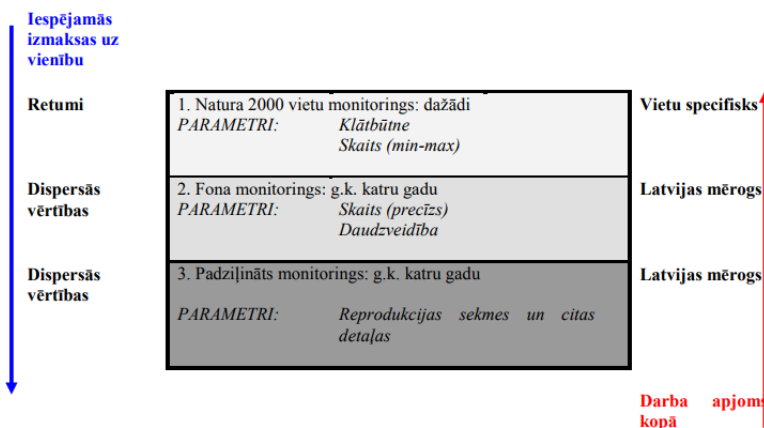 Iespējamās
izmaksas uz
vienību
Retumi
1. Natura 2000 vietu monitorings: dažādi
PARAMETRI: Klātbūtne
Skaits (min-max)
Vietu specifisks
Dispersās
vērtības
2. Fona monitorings: g.k. katru gadu
PARAMETRI: Skaits (precīzs)
Daudzveidība
Latvijas mērogs
Dispersās
vērtības
3. Padziļināts monitorings: g.k. katru gadu
PARAMETRI: Reprodukcijas sekmes un citas
detaļas
Latvijas mērogs
Darba apjoms
kopā